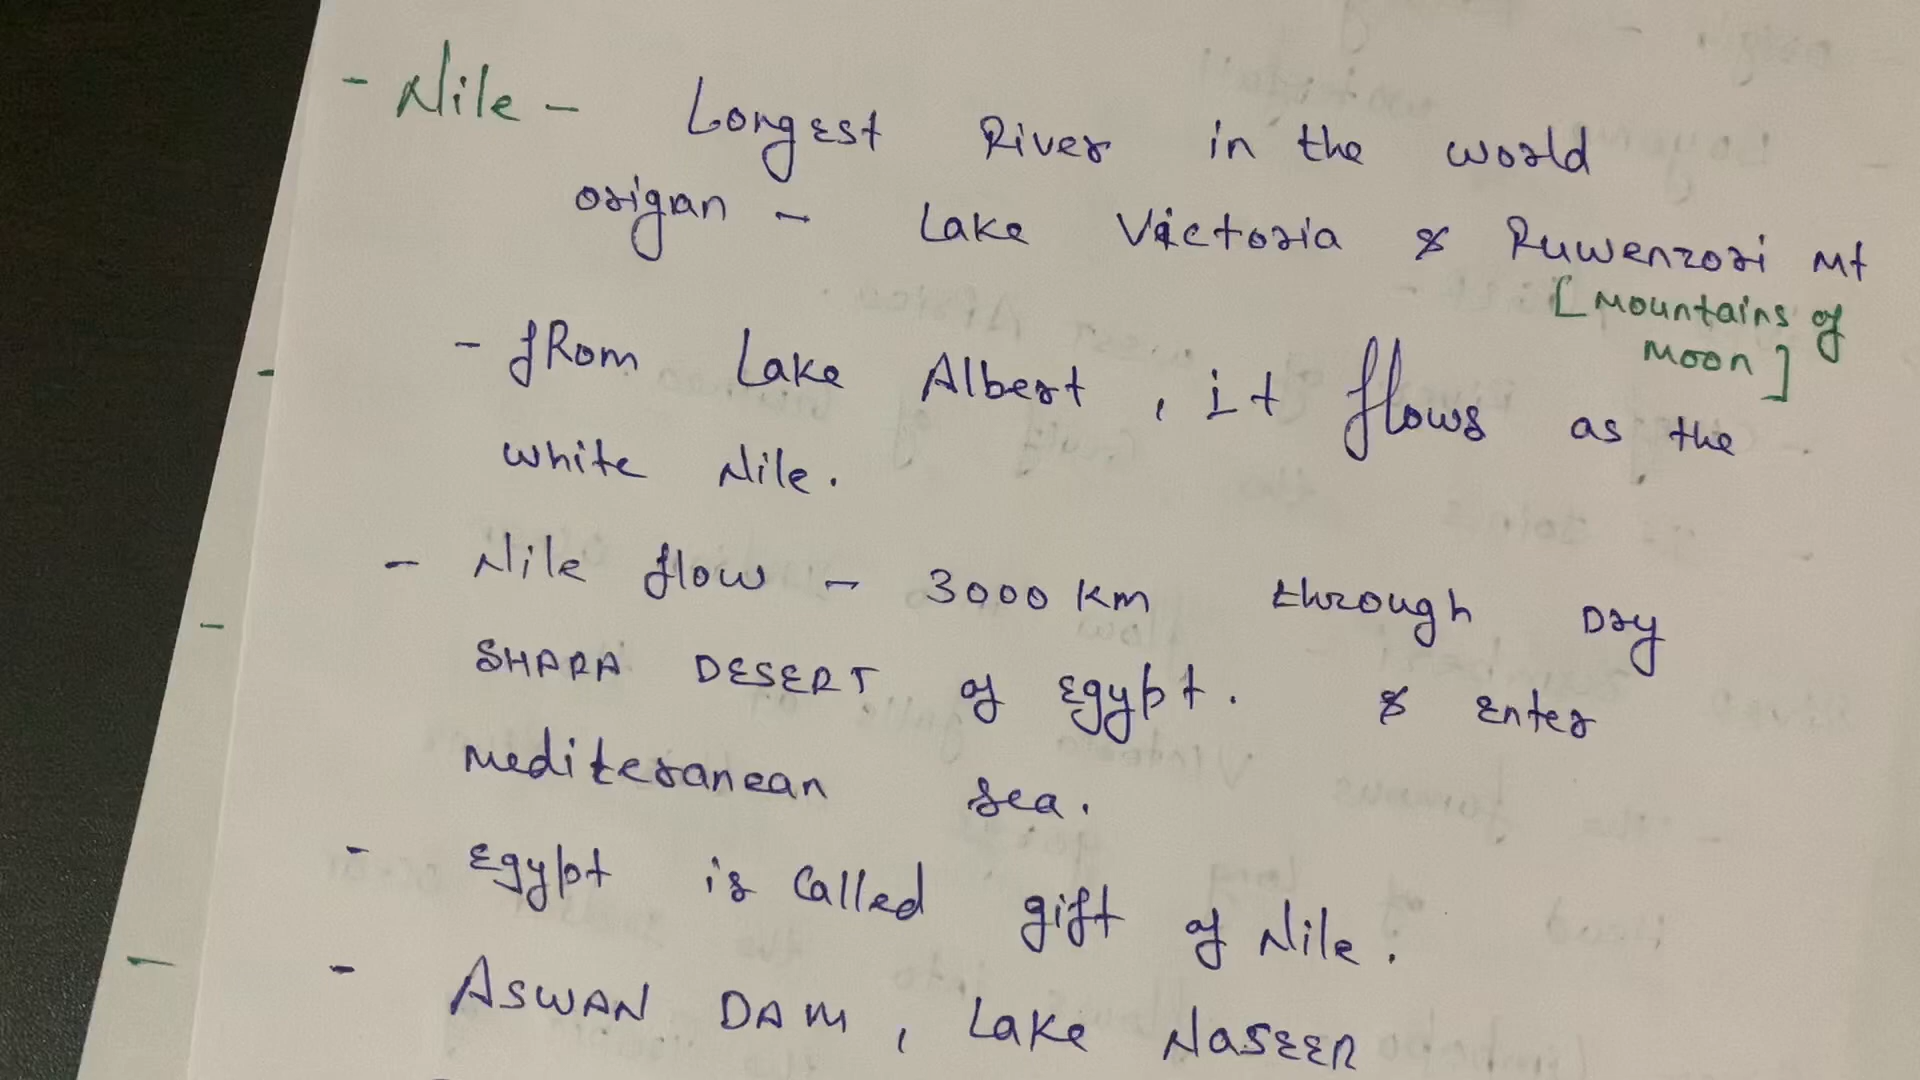 - Nile - Longest River in the world
origan - Lake Victoria & Ruwenzori Mt
[Mountains of
Moon]
- from Lake Albert, it flows as the
white Nile.
- Nile flow - 3000 km through Dry
SHARA DESERT of Egypt. & Enter
Mediteranean Sea.
- Egypt is called gift of Nile.
- ASWAN DAM, Lake NaSEER